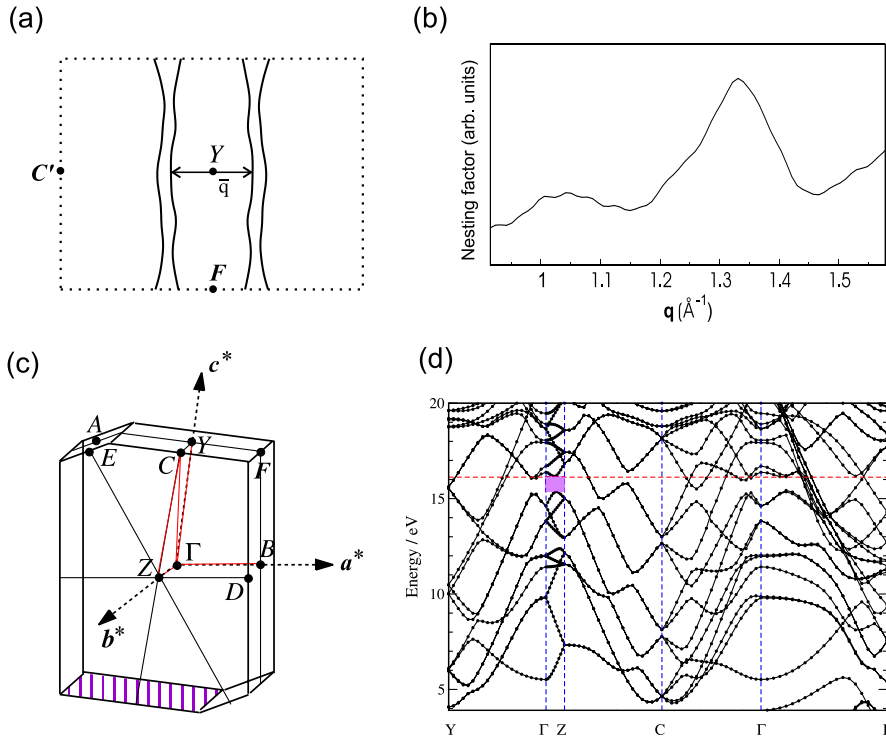 (a)
C'
Y
q̄
F
(b)
Nesting factor (arb. units)
1
1.1
1.2
1.3
1.4
1.5
q (Å⁻¹)
(c)
c*
A
Y
E
C
F
Γ
B
a*
Z
D
b*
(d)
20
15
10
5
Energy / eV
Y
Γ
Z
C
Γ